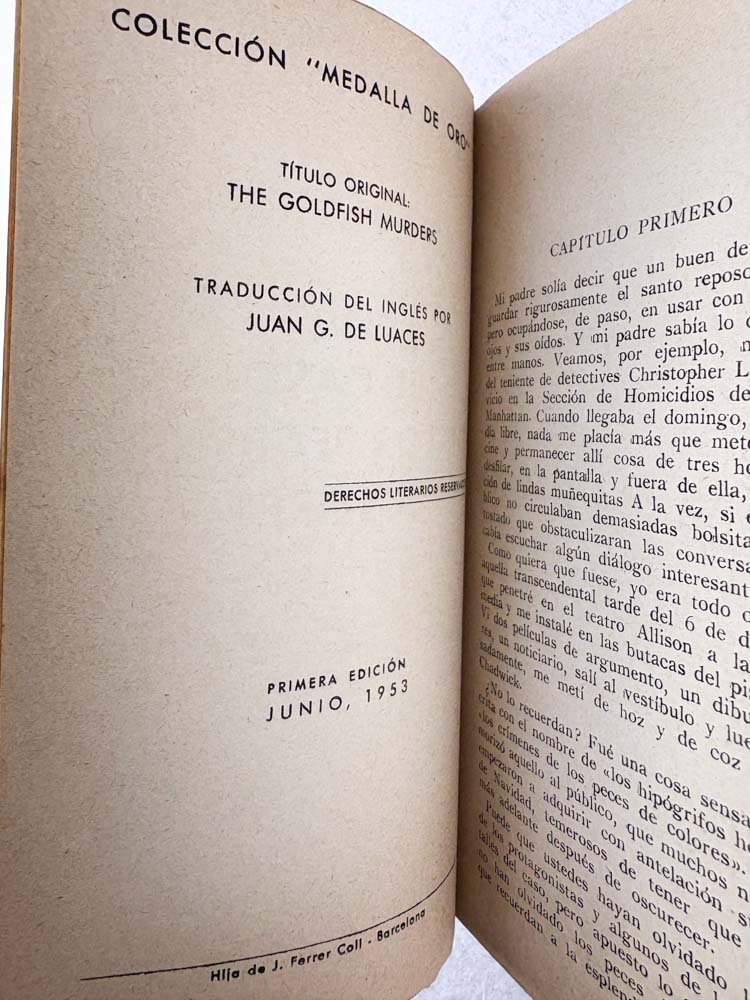 COLECCIÓN "MEDALLA DE ORO"
TÍTULO ORIGINAL:
THE GOLDFISH MURDERS
TRADUCCIÓN DEL INGLÉS POR
JUAN G. DE LUACES
DERECHOS LITERARIOS
PRIMERA EDICIÓN
JUNIO, 1953
Hija de J. Ferrer Coll - Barcelona
CAPÍTULO PRIMERO
Mi padre solía decir que un buen de
guardar rigurosamente el santo reposo
pero ocupándose, de paso, en usar con
ojos y sus oídos. Y mi padre sabía lo
entre manos. Veamos, por ejemplo,
del teniente de detectives Christopher L
vicio en la Sección de Homicidios de
Manhattan. Cuando llegaba el domingo,
día libre, nada me placía más que mete
cine y permanecer allí cosa de tres ho
desfilar, en la pantalla y fuera de ella,
ción de lindas muñequitas A la vez, si e
blico no circulaban demasiadas bolsita
tostado que obstaculizaran las conversa
cabía escuchar algún diálogo interesant
Como quiera que fuese, yo era todo o
aquella transcendental tarde del 6 de d
que penetré en el teatro Allison a la
media y me instalé en las butacas del pi
Vi dos películas de argumento, un dibu
res, un noticiario, salí al vestíbulo y lue
sadamente, me metí de hoz y de coz
Chadwick.
¿No lo recuerdan? Fué una cosa sensa
crita con el nombre de «los hipógrifos he
«los crímenes de los peces de colores».
morizó aquello al público, que muchos n
empezaron a adquirir con antelación su
de Navidad, temerosos de tener que
más adelante después de oscurecer.
Puede que ustedes hayan olvidado
de los protagonistas y algunos de
talles del caso, pero apuesto lo
no han olvidado los peces
que recuerdan a la esplen